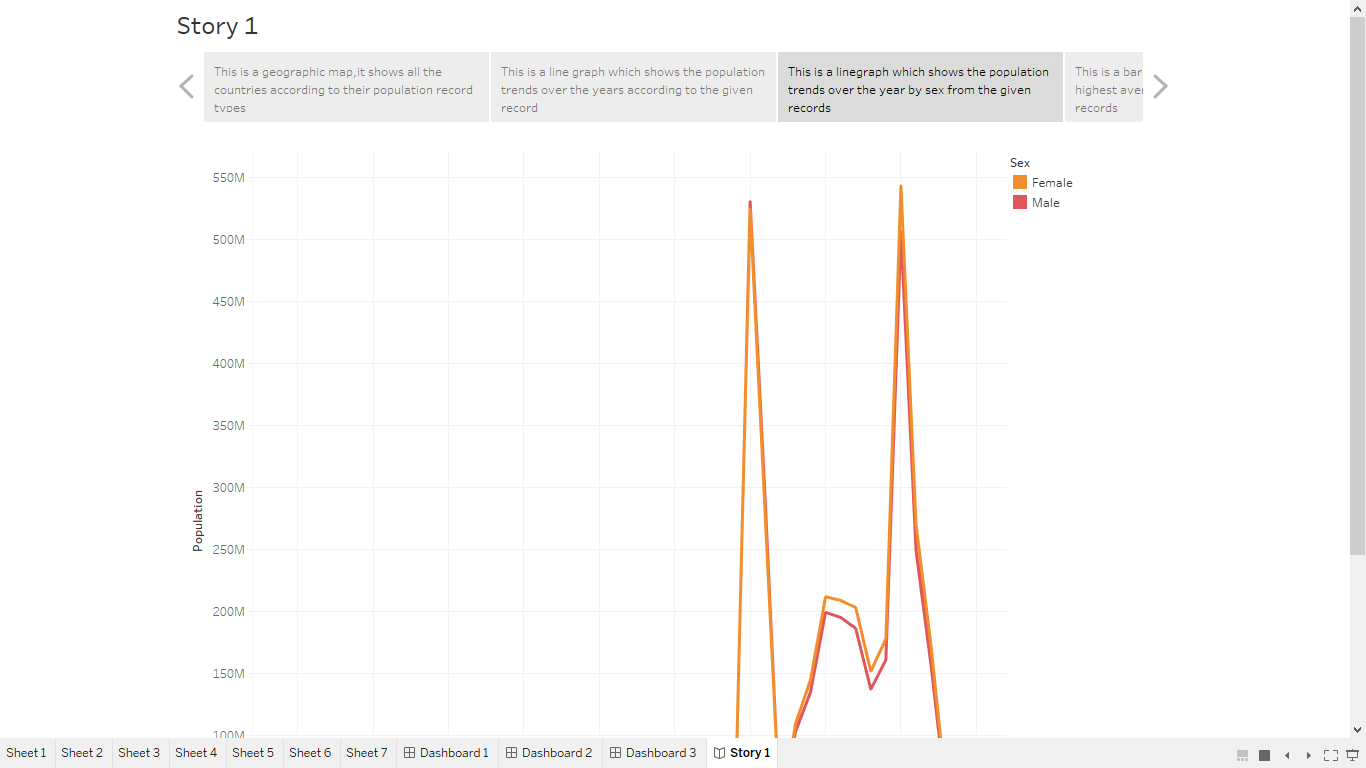 Story 1
This is a geographic map,it shows all the
countries according to their population record
types
This is a line graph which shows the population
trends over the years according to the given
record
This is a linegraph which shows the population
trends over the year by sex from the given
records
This is a bar
highest
records
Sex
Female
Male
550M
500M
450M
400M
350M
300M
250M
200M
150M
100M
Population
Sheet 1 Sheet 2 Sheet 3 Sheet 4 Sheet 5 Sheet 6 Sheet 7 Dashboard 1 Dashboard 2 Dashboard 3 Story 1